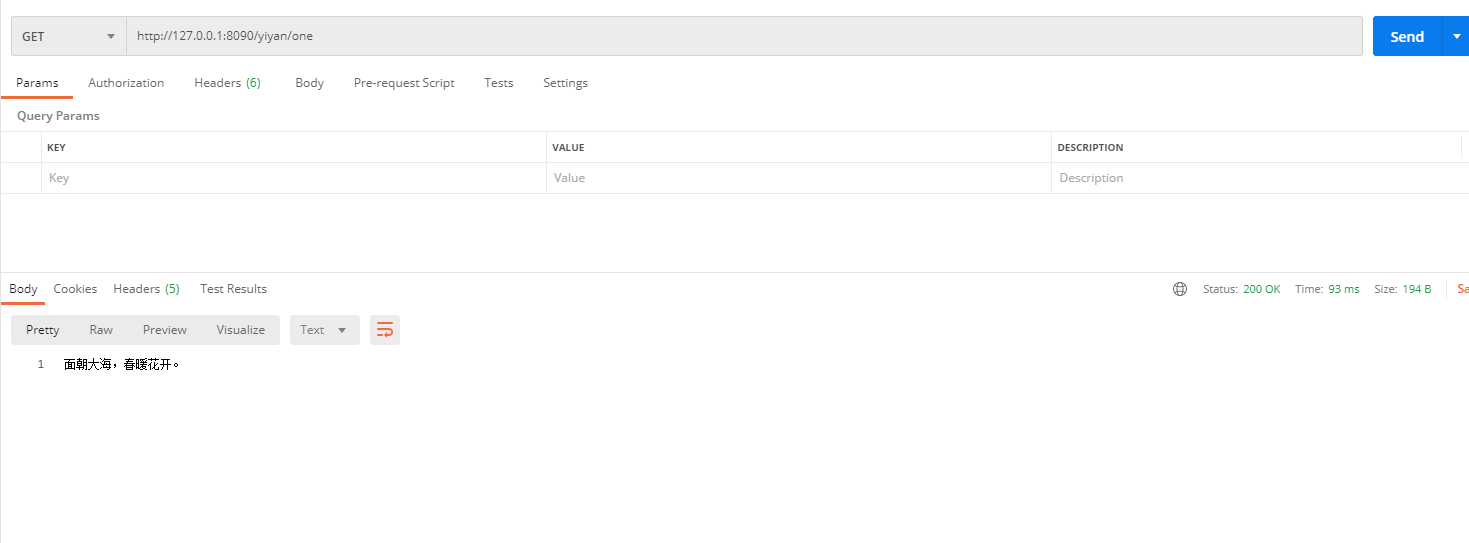 GET http://127.0.0.1:8090/yiyan/one Send
Params Authorization Headers (6) Body Pre-request Script Tests Settings
Query Params
KEY VALUE DESCRIPTION
Key Value Description
Body Cookies Headers (5) Test Results Status: 200 OK Time: 93 ms Size: 194 B Sa
Pretty Raw Preview Visualize Text
1 面朝大海，春暖花开。